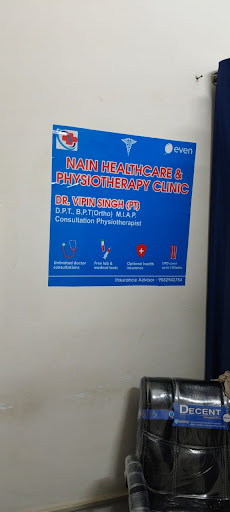 even
NAIN HEALTHCARE &
PHYSIOTHERAPY CLINIC
DR. VIPIN SINGH (PT)
D.P.T., B.P.T(Ortho) M.I.A.P.
Consultation Physiotherapist
Unlimited doctor
consultations
Free lab &
medical tests
Optional health
insurance
Insurance Advisor -
DECENT